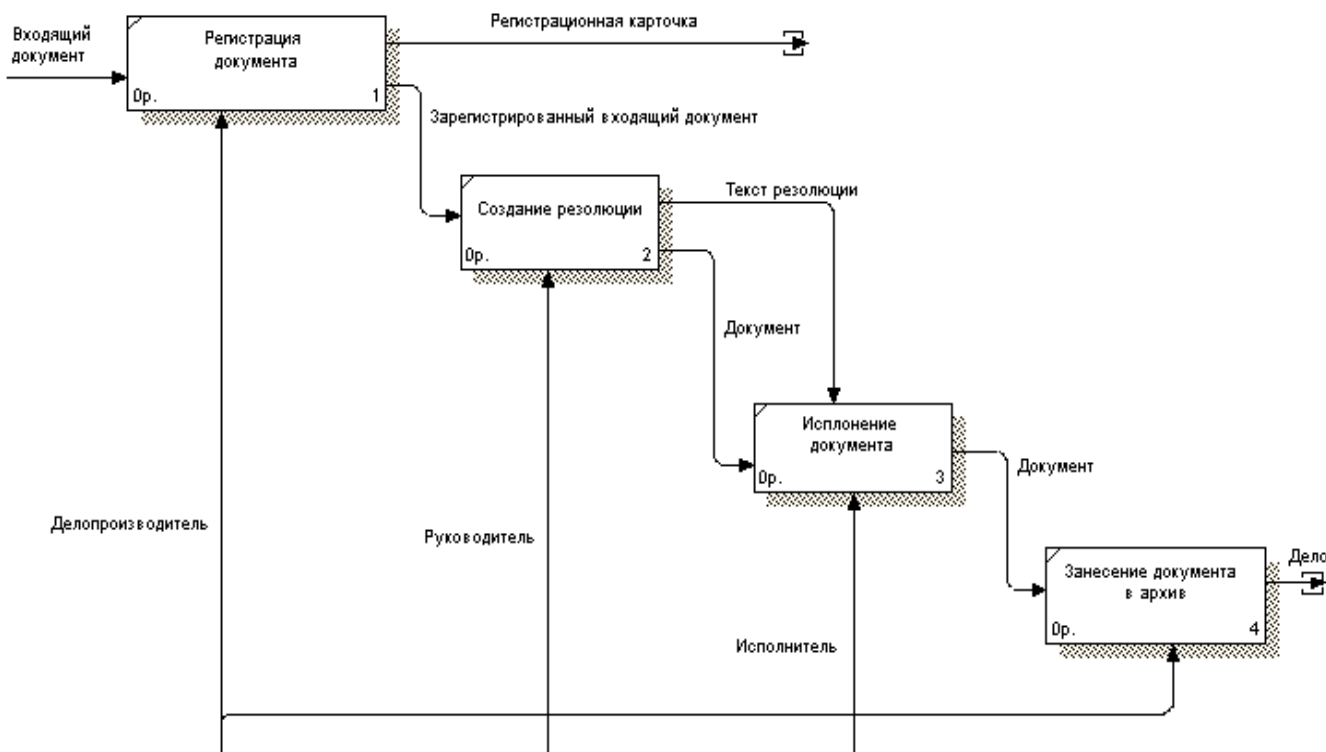 Входящий
документ
Регистрация
документа
0р.
1
Регистрационная карточка
Зарегистрированный входящий документ
Создание резолюции
0р.
2
Текст резолюции
Документ
Исплонение
документа
0р.
3
Документ
Делопроизводитель
Руководитель
Исполнитель
Занесение документа
в архив
0р.
4
Дело